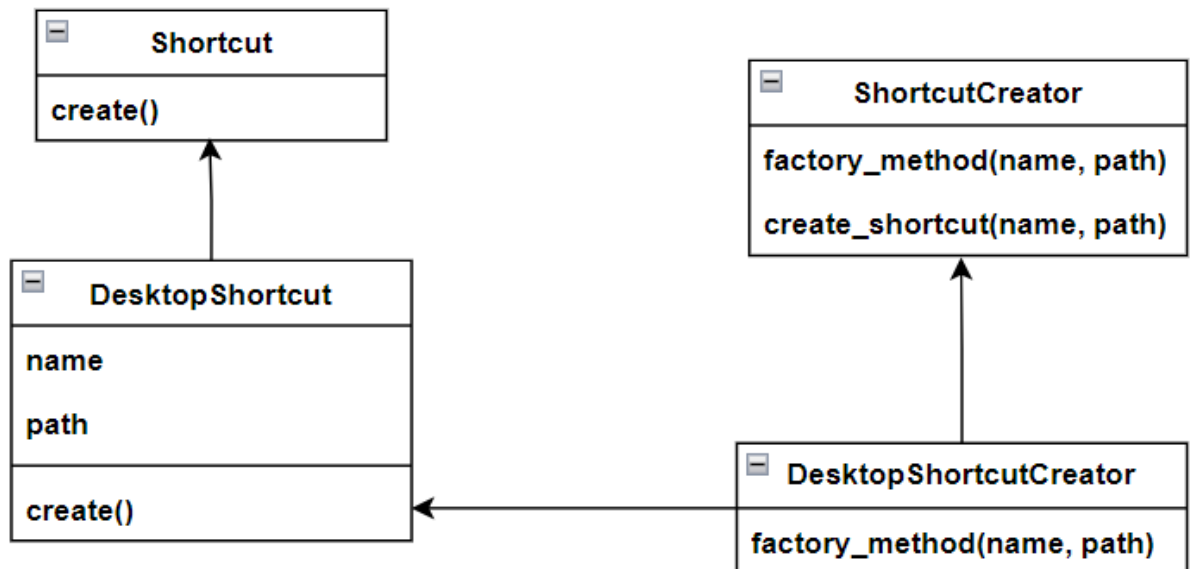 Shortcut
create()
ShortcutCreator
factory_method(name, path)
create_shortcut(name, path)
DesktopShortcut
name
path
create()
DesktopShortcutCreator
factory_method(name, path)